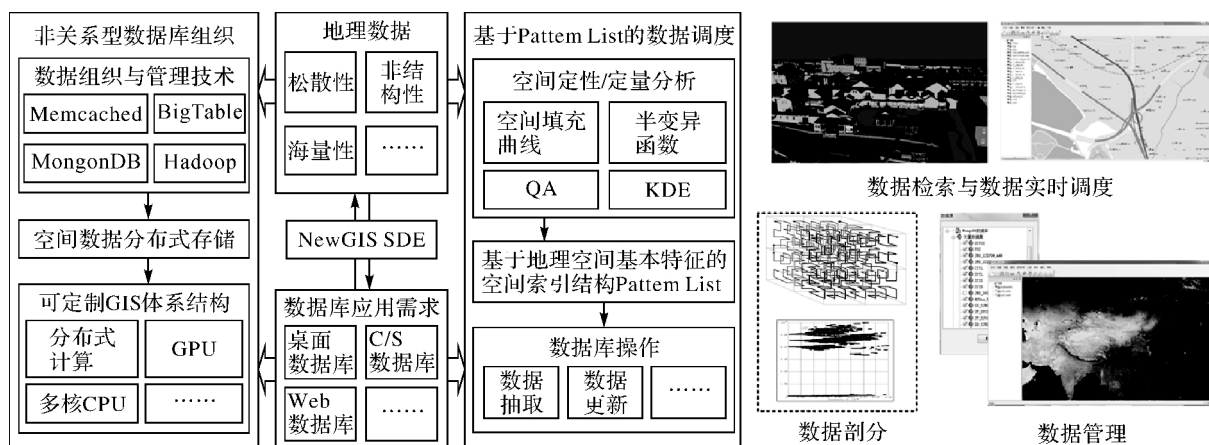 非关系型数据库组织
数据组织与管理技术
Memcached
BigTable
MongonDB
Hadoop
空间数据分布式存储
可定制GIS体系结构
分布式
计算
GPU
多核CPU
……
地理数据
松散性
非结
构性
海量性
……
NewGIS SDE
数据库应用需求
桌面
数据库
C/S
数据库
Web
数据库
……
基于Pattem List的数据调度
空间定性/定量分析
空间填充
曲线
半变异
函数
QA
KDE
基于地理空间基本特征的
空间索引结构Pattem List
数据库操作
数据
抽取
数据
更新
……
数据检索与数据实时调度
数据剖分
数据管理